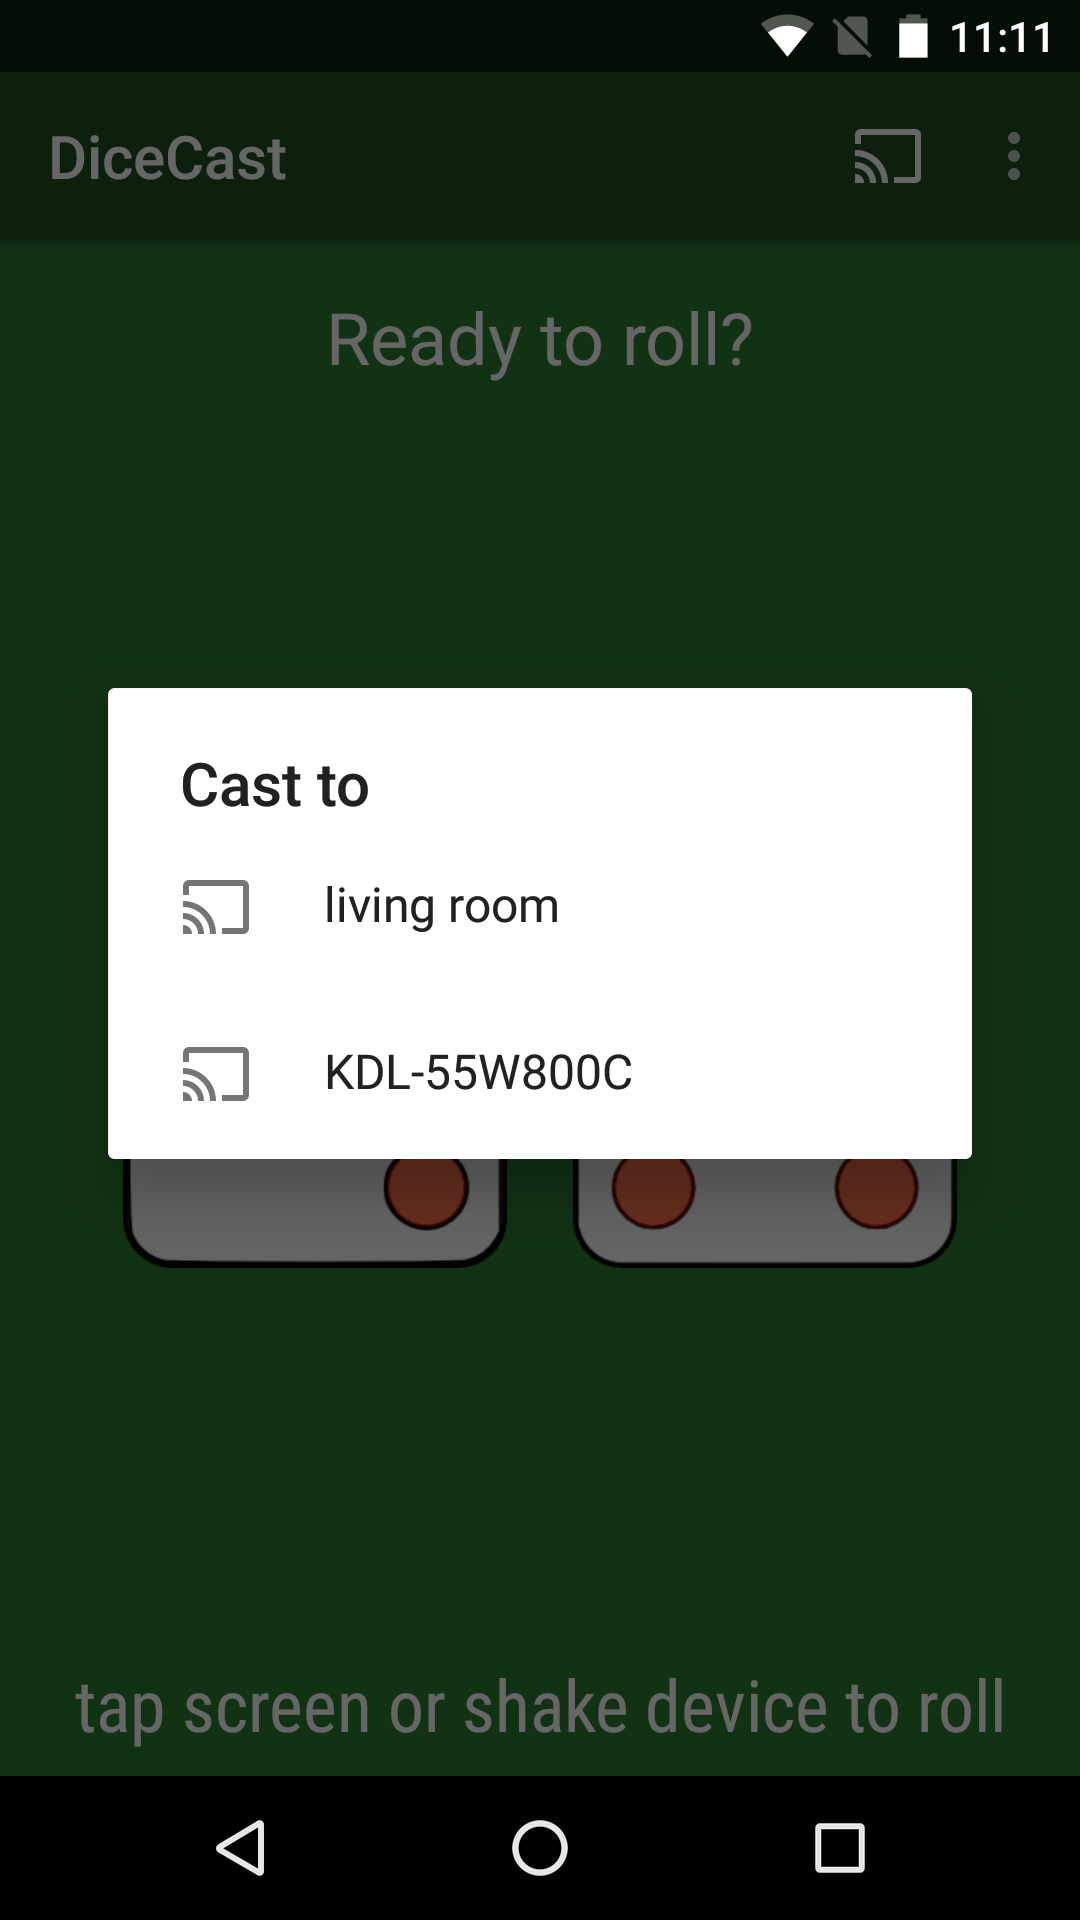 11:11
DiceCast
Ready to roll?
Cast to
living room
KDL-55W800C
tap screen or shake device to roll